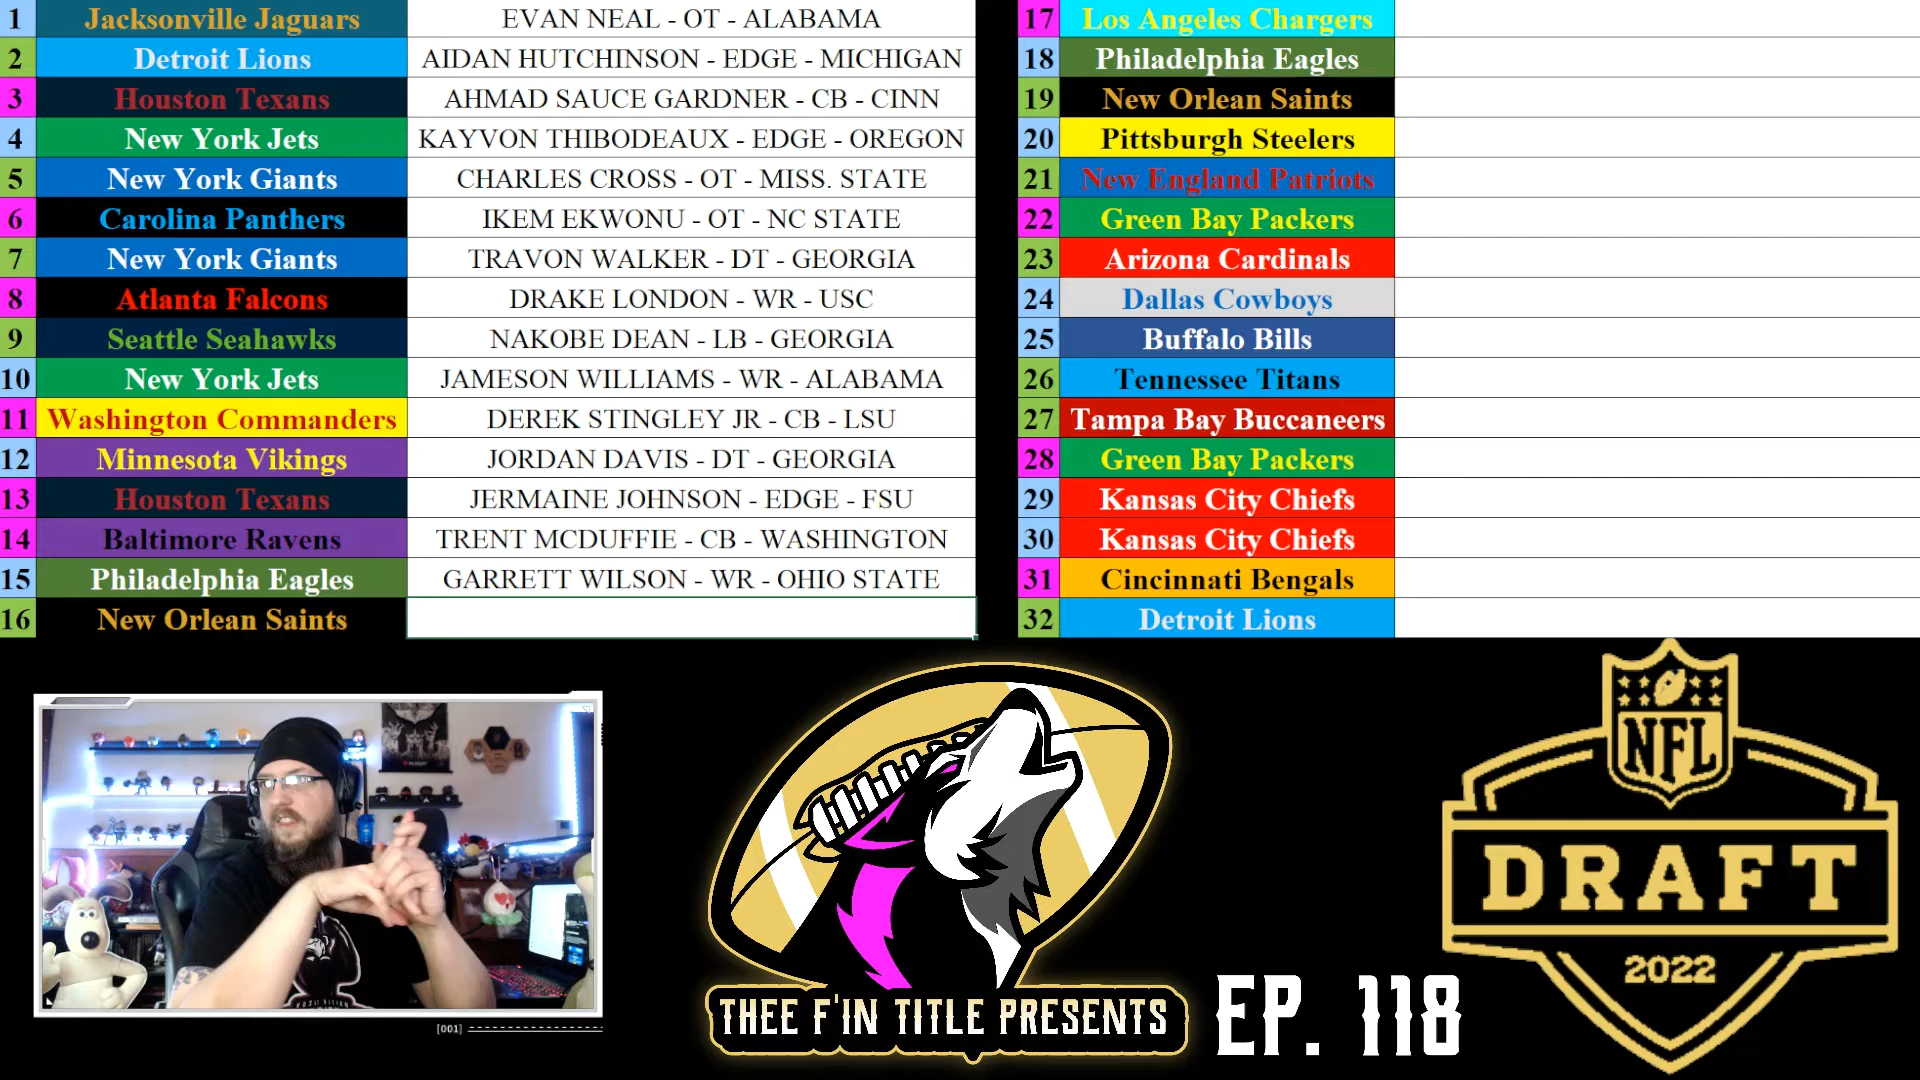 1 Jacksonville Jaguars EVAN NEAL - OT - ALABAMA
2 Detroit Lions AIDAN HUTCHINSON - EDGE - MICHIGAN
3 Houston Texans AHMAD SAUCE GARDNER - CB - CINN
4 New York Jets KAYVON THIBODEAUX - EDGE - OREGON
5 New York Giants CHARLES CROSS - OT - MISS. STATE
6 Carolina Panthers IKEM EKWONU - OT - NC STATE
7 New York Giants TRAVON WALKER - DT - GEORGIA
8 Atlanta Falcons DRAKE LONDON - WR - USC
9 Seattle Seahawks NAKOBE DEAN - LB - GEORGIA
10 New York Jets JAMESON WILLIAMS - WR - ALABAMA
11 Washington Commanders DEREK STINGLEY JR - CB - LSU
12 Minnesota Vikings JORDAN DAVIS - DT - GEORGIA
13 Houston Texans JERMAINE JOHNSON - EDGE - FSU
14 Baltimore Ravens TRENT MCDUFFIE - CB - WASHINGTON
15 Philadelphia Eagles GARRETT WILSON - WR - OHIO STATE
16 New Orlean Saints
17 Los Angeles Chargers
18 Philadelphia Eagles
19 New Orlean Saints
20 Pittsburgh Steelers
21 New England Patriots
22 Green Bay Packers
23 Arizona Cardinals
24 Dallas Cowboys
25 Buffalo Bills
26 Tennessee Titans
27 Tampa Bay Buccaneers
28 Green Bay Packers
29 Kansas City Chiefs
30 Kansas City Chiefs
31 Cincinnati Bengals
32 Detroit Lions
[001]
THEE F'IN TITLE PRESENTS
EP. 118
NFL
DRAFT
2022